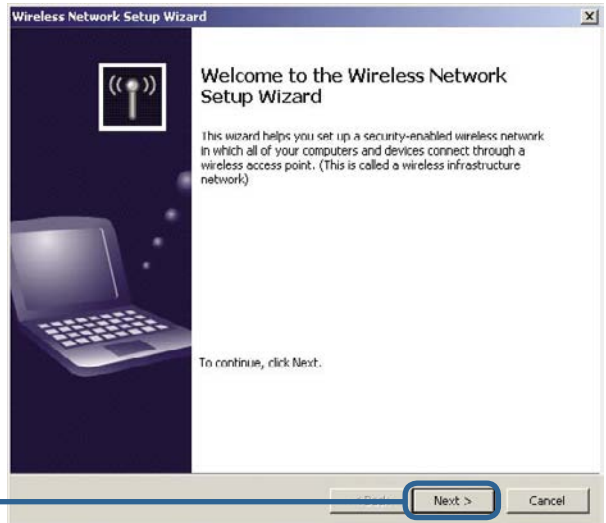 Wireless Network Setup Wizard
Welcome to the Wireless Network
Setup Wizard
This wizard helps you set up a security-enabled wireless network
in which all of your computers and devices connect through a
wireless access point. (This is called a wireless infrastructure
network)
To continue, click Next.
Next >
Cancel